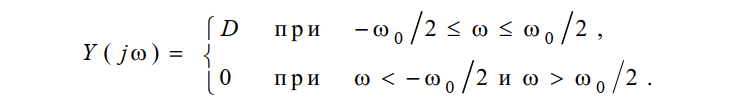 D при −ω₀/2 ≤ ω ≤ ω₀/2 ,
Y(jω) = {
0 при ω < −ω₀/2 и ω > ω₀/2 .